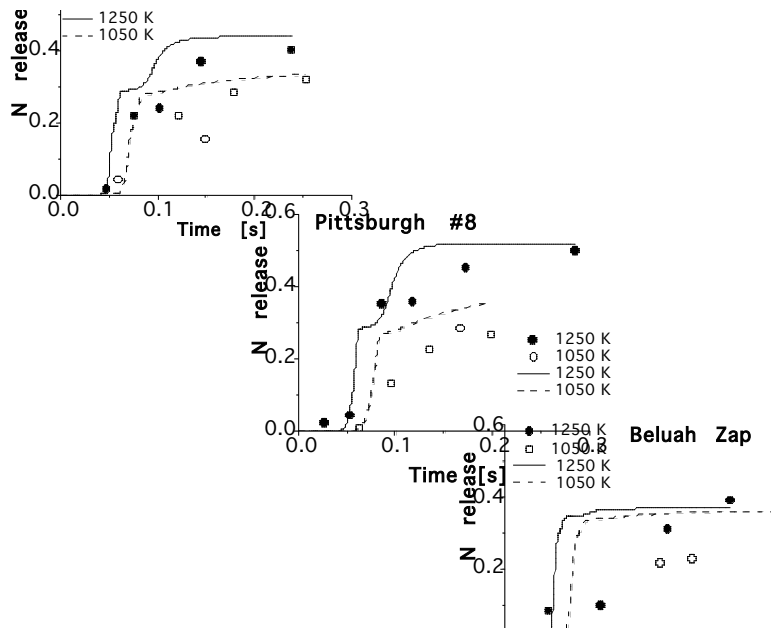 1250 K
1050 K
0.4
0.2
0.0
N release
0.0 0.1 0.2 0.3
Time [s]
Pittsburgh #8
0.6
0.4
0.2
0.0
N release
1250 K
1050 K
1250 K
1050 K
0.0 0.1 0.2 0.3
Time [s]
Beluah Zap
0.6
0.4
0.2
N release
1250 K
1050 K
1250 K
1050 K